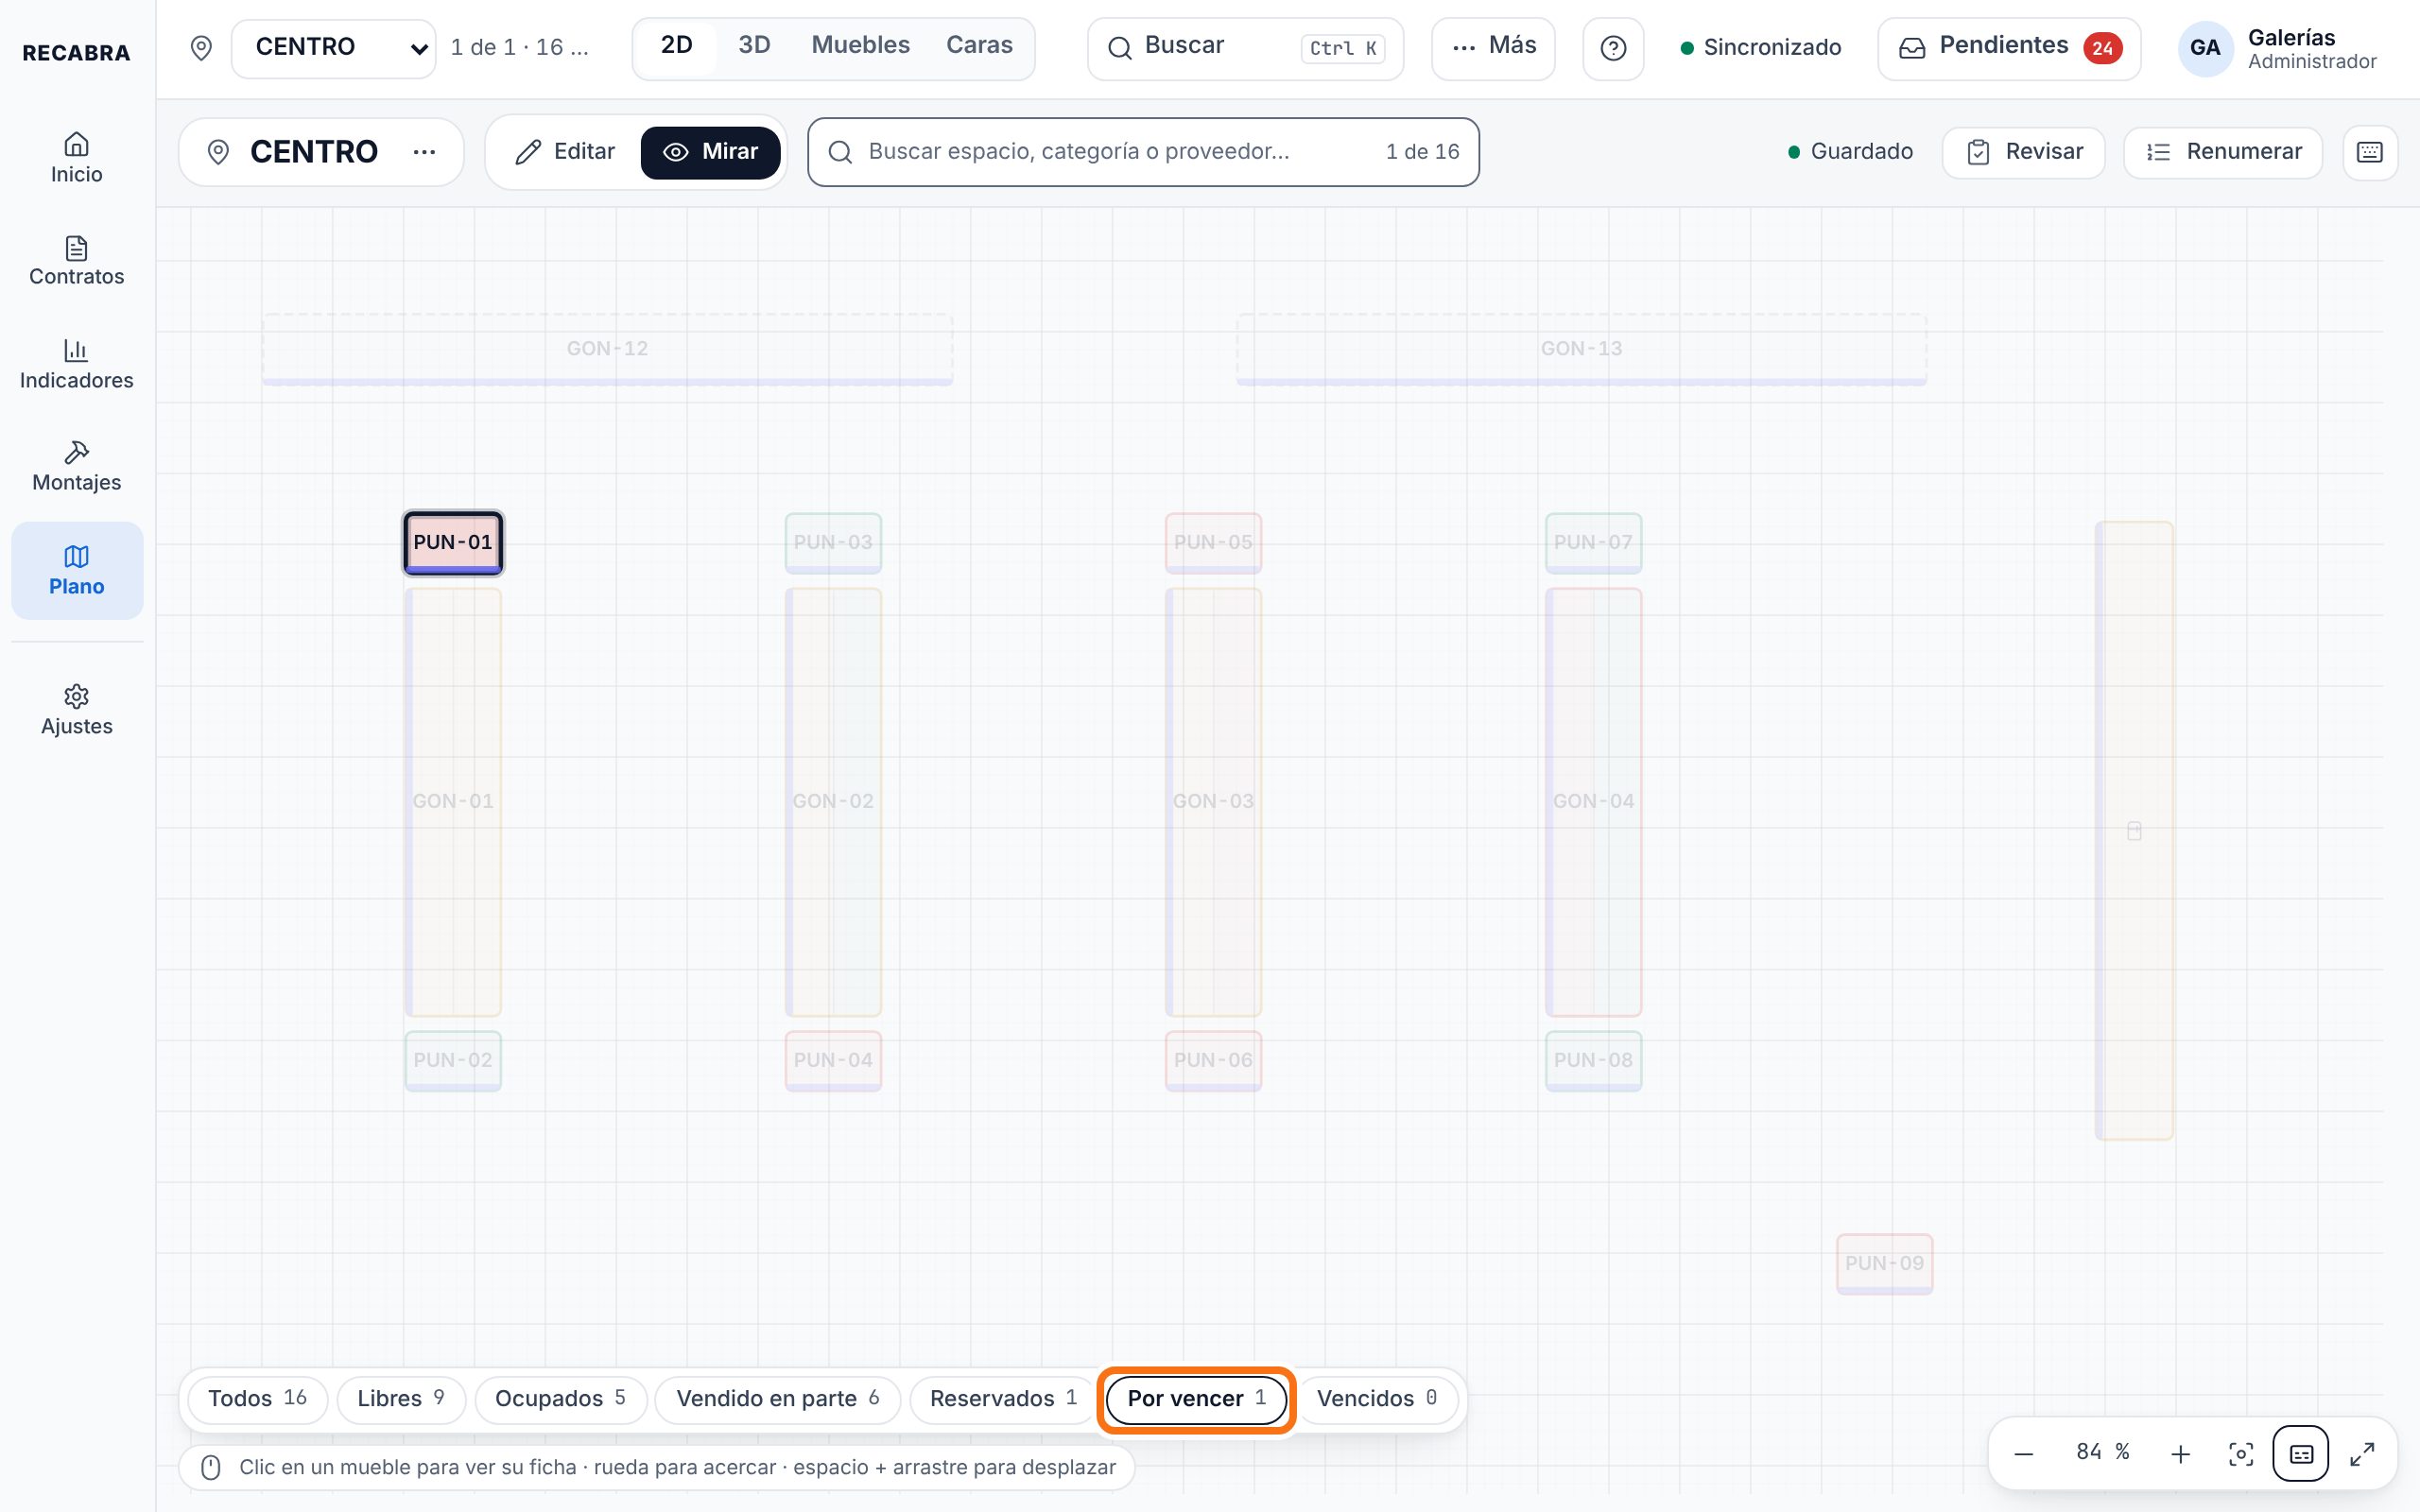 RECABRA
CENTRO
1 de 1 · 16 ...
2D
3D
Muebles
Caras
Buscar
Ctrl K
Más
Sincronizado
Pendientes
24
GA
Galerías
Administrador
Inicio
Contratos
Indicadores
Montajes
Plano
Ajustes
CENTRO
Editar
Mirar
Buscar espacio, categoría o proveedor...
1 de 16
Guardado
Revisar
Renumerar
GON-12
GON-13
PUN-01
PUN-03
PUN-05
PUN-07
GON-01
GON-02
GON-03
GON-04
PUN-02
PUN-04
PUN-06
PUN-08
PUN-09
Todos 16
Libres 9
Ocupados 5
Vendido en parte 6
Reservados 1
Por vencer 1
Vencidos 0
Clic en un mueble para ver su ficha · rueda para acercar · espacio + arrastre para desplazar
84 %